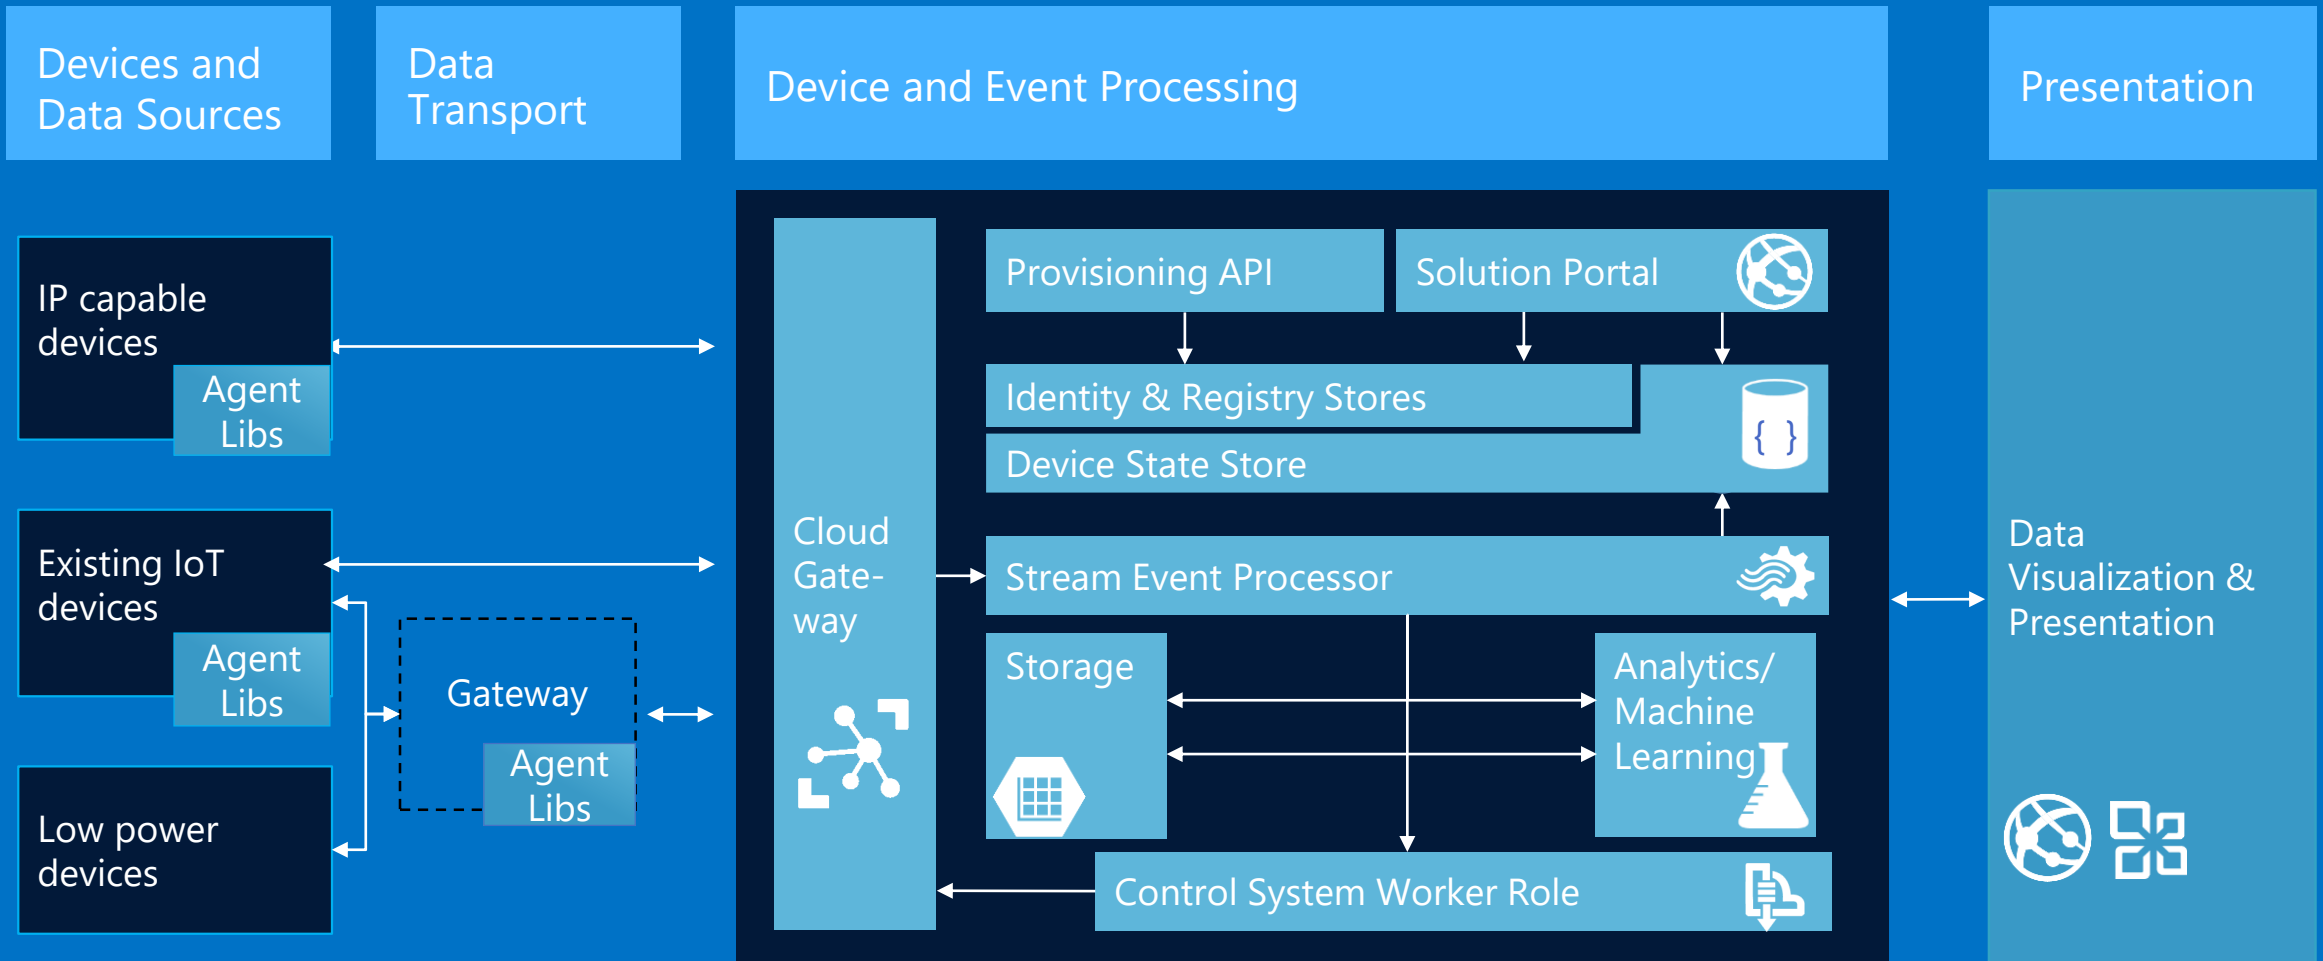 Devices and
Data Sources
Data
Transport
Device and Event Processing
Presentation
IP capable
devices
Agent
Libs
Existing IoT
devices
Agent
Libs
Low power
devices
Gateway
Agent
Libs
Cloud
Gate-
way
Provisioning API
Solution Portal
Identity & Registry Stores
Device State Store
{ }
Stream Event Processor
Storage
Analytics/
Machine
Learning
Control System Worker Role
Data
Visualization &
Presentation